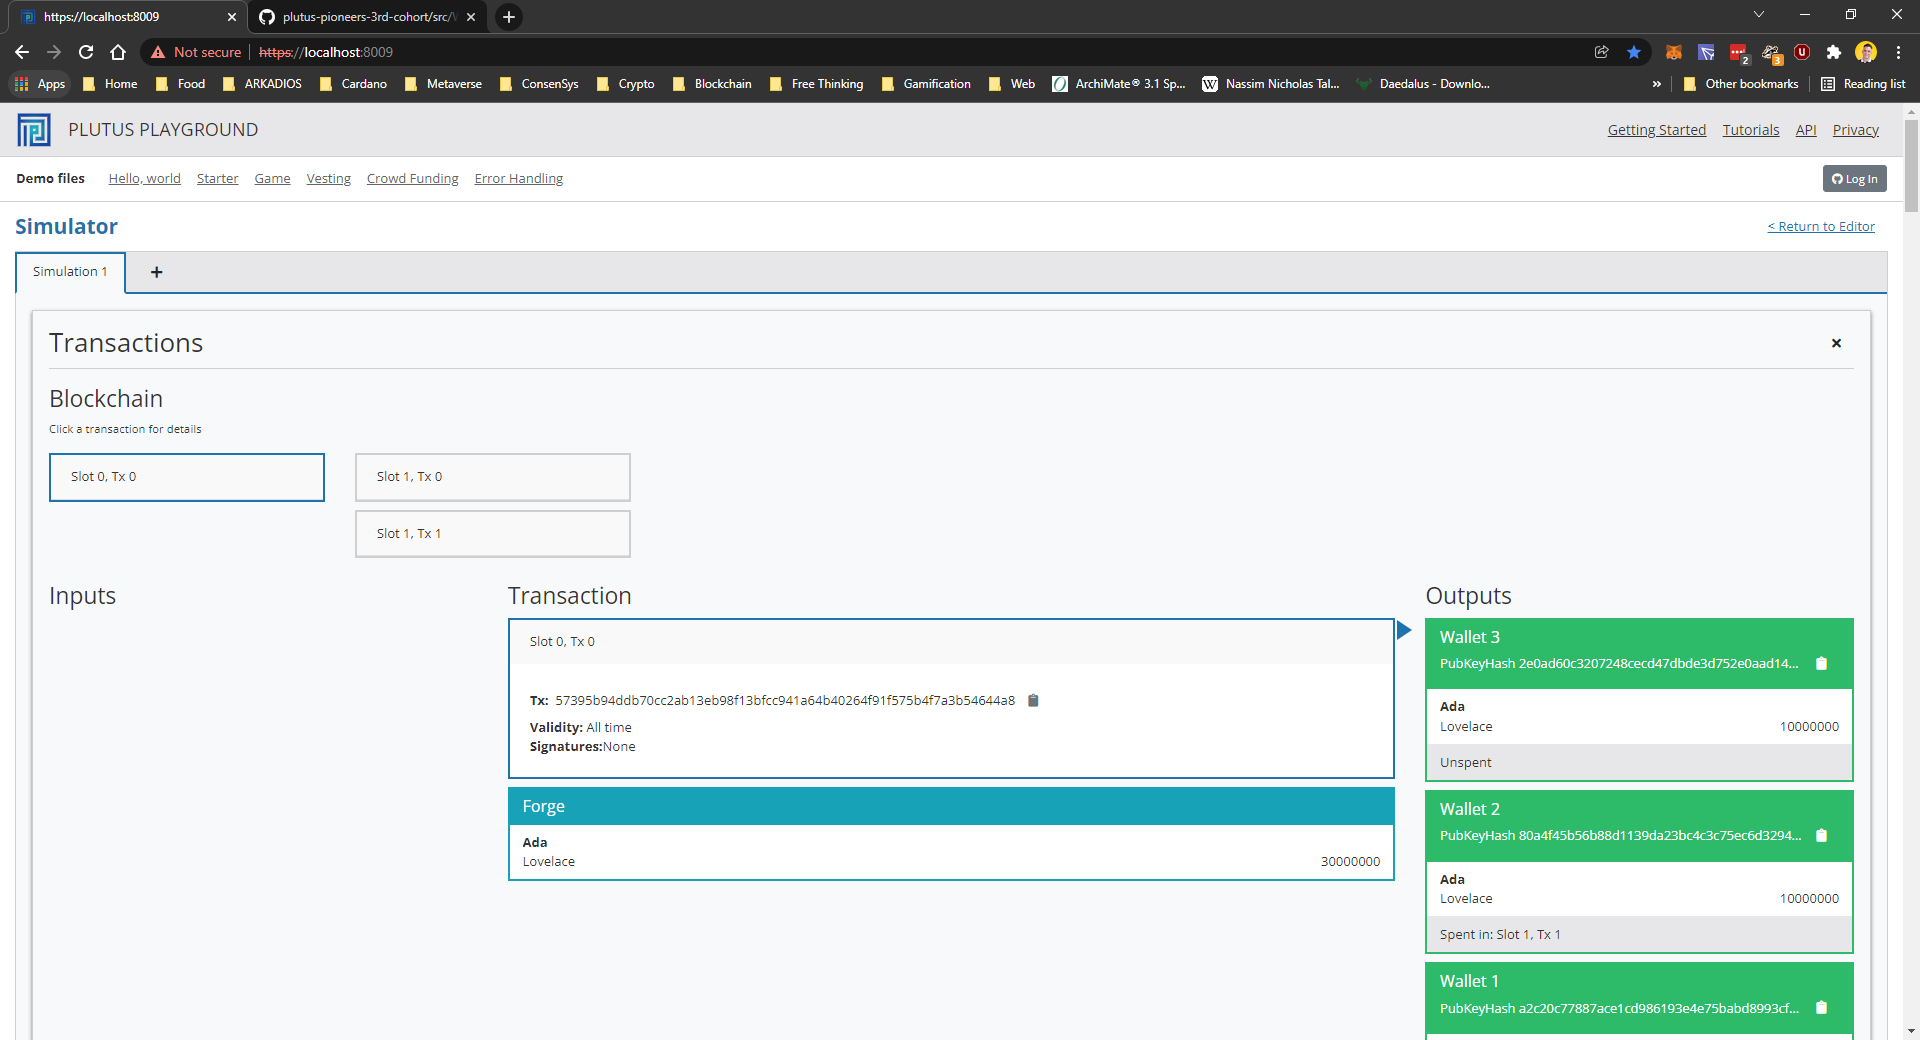 https://localhost:8009
plutus-pioneers-3rd-cohort/src/
Not secure https://localhost:8009
2
3
Apps Home Food ARKADIOS Cardano Metaverse ConsenSys Crypto Blockchain Free Thinking Gamification Web ArchiMate® 3.1 Sp... Nassim Nicholas Tal... Daedalus - Downlo... » Other bookmarks Reading list
PLUTUS PLAYGROUND
Getting Started Tutorials API Privacy
Demo files Hello, world Starter Game Vesting Crowd Funding Error Handling
Log In
Simulator
< Return to Editor
Simulation 1
Transactions
Blockchain
Click a transaction for details
Slot 0, Tx 0
Slot 1, Tx 0
Slot 1, Tx 1
Inputs
Transaction
Slot 0, Tx 0
Tx: 57395b94ddb70cc2ab13eb98f13bfcc941a64b40264f91f575b4f7a3b54644a8
Validity: All time
Signatures:None
Forge
Ada
Lovelace 30000000
Outputs
Wallet 3
PubKeyHash 2e0ad60c3207248cecd47dbde3d752e0aad14...
Ada
Lovelace 10000000
Unspent
Wallet 2
PubKeyHash 80a4f45b56b88d1139da23bc4c3c75ec6d3294...
Ada
Lovelace 10000000
Spent in: Slot 1, Tx 1
Wallet 1
PubKeyHash a2c20c77887ace1cd986193e4e75babd8993cf...